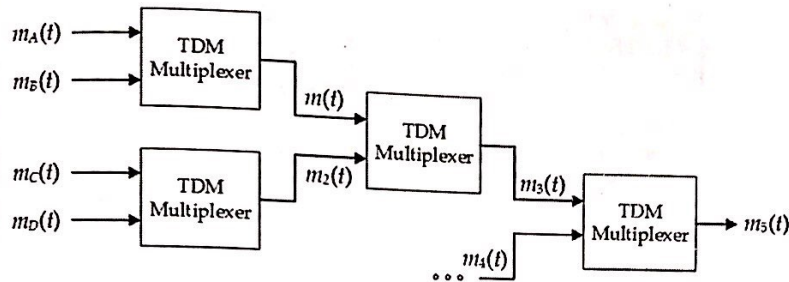 m_A(t)
m_B(t)
TDM
Multiplexer
m(t)
m_C(t)
m_D(t)
TDM
Multiplexer
m_2(t)
TDM
Multiplexer
m_3(t)
m_4(t)
TDM
Multiplexer
m_5(t)